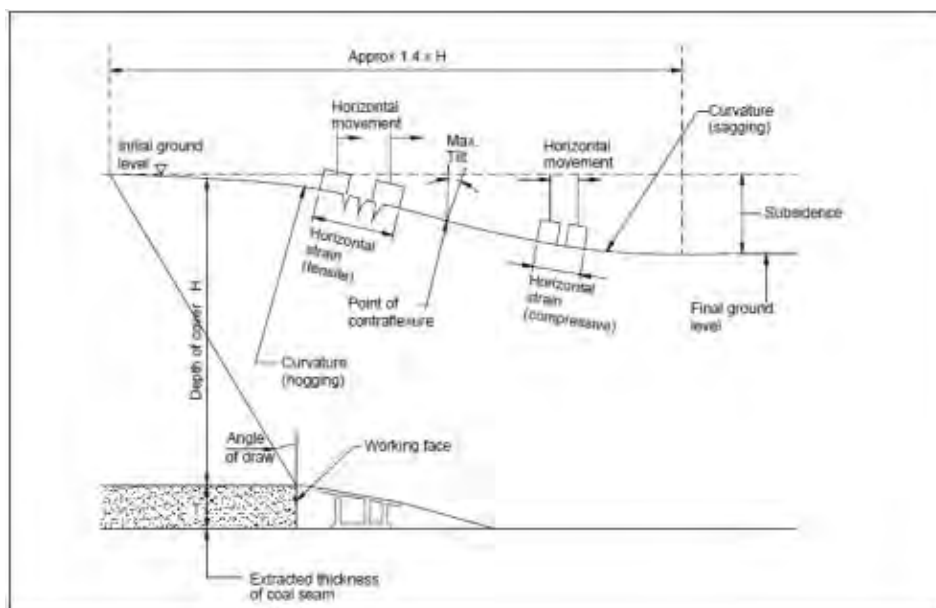 Approx 1.4 x H
Horizontal
movement
Max.
Tilt
Horizontal
movement
Curvature
(sagging)
Initial ground
level
Subsidence
Horizontal
strain
(tensile)
Point of
contraflexure
Horizontal
strain
(compressive)
Final ground
level
Depth of cover H
Curvature
(hogging)
Angle
of draw
Working face
T
Extracted thickness
of coal seam